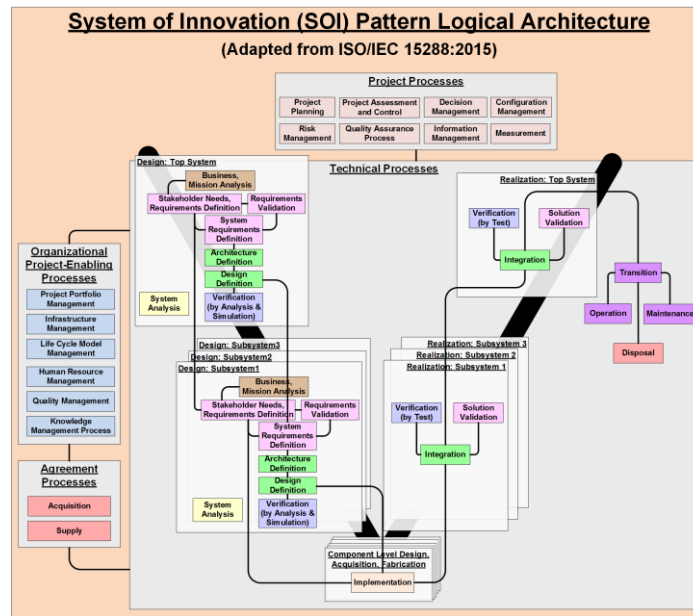 System of Innovation (SOI) Pattern Logical Architecture
(Adapted from ISO/IEC 15288:2015)
Project Processes
Project
Planning
Project Assessment
and Control
Decision
Management
Configuration
Management
Risk
Management
Quality Assurance
Process
Information
Management
Measurement
Technical Processes
Design: Top System
Business,
Mission Analysis
Stakeholder Needs,
Requirements Definition
Requirements
Validation
System
Requirements
Definition
Architecture
Definition
Design
Definition
System
Analysis
Verification
(by Analysis &
Simulation)
Realization: Top System
Verification
(by Test)
Solution
Validation
Integration
Transition
Operation
Maintenance
Disposal
Organizational
Project-Enabling
Processes
Project Portfolio
Management
Infrastructure
Management
Life Cycle Model
Management
Human Resource
Management
Quality Management
Knowledge
Management Process
Agreement
Processes
Acquisition
Supply
Design: Subsystem3
Design: Subsystem2
Design: Subsystem1
Business,
Mission Analysis
Stakeholder Needs,
Requirements Definition
Requirements
Validation
System
Requirements
Definition
Architecture
Definition
Design
Definition
System
Analysis
Verification
(by Analysis &
Simulation)
Realization: Subsystem 3
Realization: Subsystem 2
Realization: Subsystem 1
Verification
(by Test)
Solution
Validation
Integration
Component Level Design,
Acquisition, Fabrication
Implementation